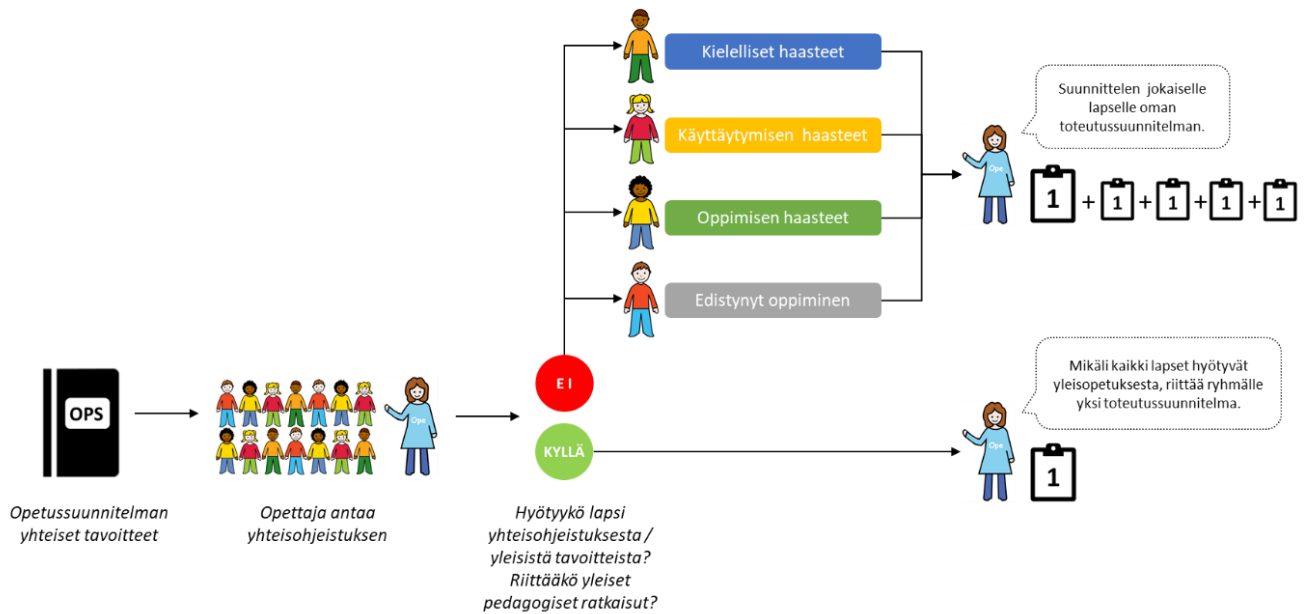 Kielelliset haasteet
Käyttäytymisen haasteet
Oppimisen haasteet
Edistynyt oppiminen
Suunnittelen jokaiselle
lapselle oman
toteutussuunnitelman.
Ope
1 + 1 + 1 + 1 + 1
OPS
Opetussuunnitelman
yhteiset tavoitteet
Ope
Opettaja antaa
yhteisohjeistuksen
E I
KYLLÄ
Hyötyykö lapsi
yhteisohjeistuksesta /
yleisistä tavoitteista?
Riittääkö yleiset
pedagogiset ratkaisut?
Mikäli kaikki lapset hyötyvät
yleisopetuksesta, riittää ryhmälle
yksi toteutussuunnitelma.
Ope
1